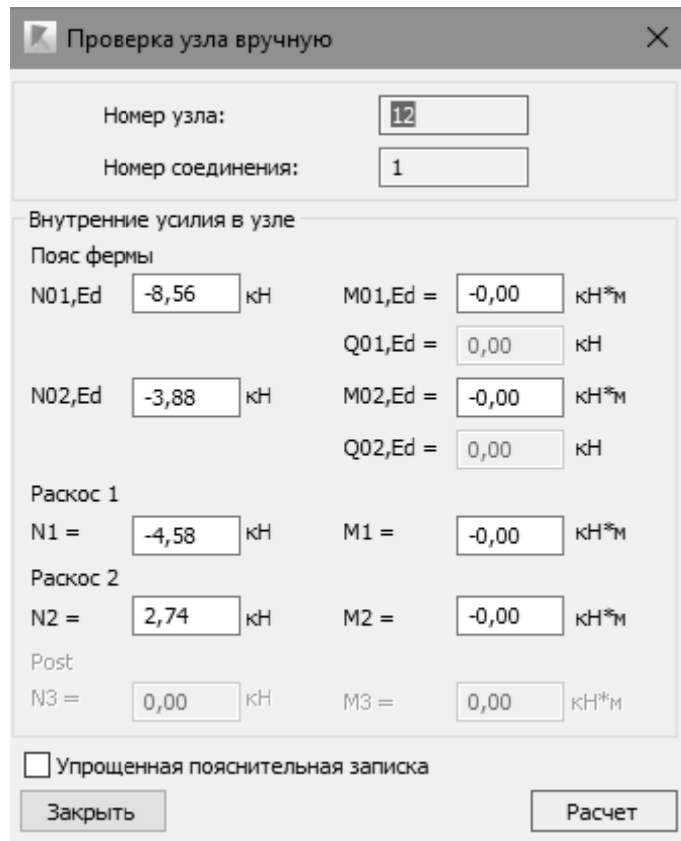 Проверка узла вручную
Номер узла: 12
Номер соединения: 1
Внутренние усилия в узле
Пояс фермы
N01,Ed -8,56 кН M01,Ed = -0,00 кН*м
Q01,Ed = 0,00 кН
N02,Ed -3,88 кН M02,Ed = -0,00 кН*м
Q02,Ed = 0,00 кН
Раскос 1
N1 = -4,58 кН M1 = -0,00 кН*м
Раскос 2
N2 = 2,74 кН M2 = -0,00 кН*м
Post
N3 = 0,00 кН M3 = 0,00 кН*м
Упрощенная пояснительная записка
Закрыть Расчет